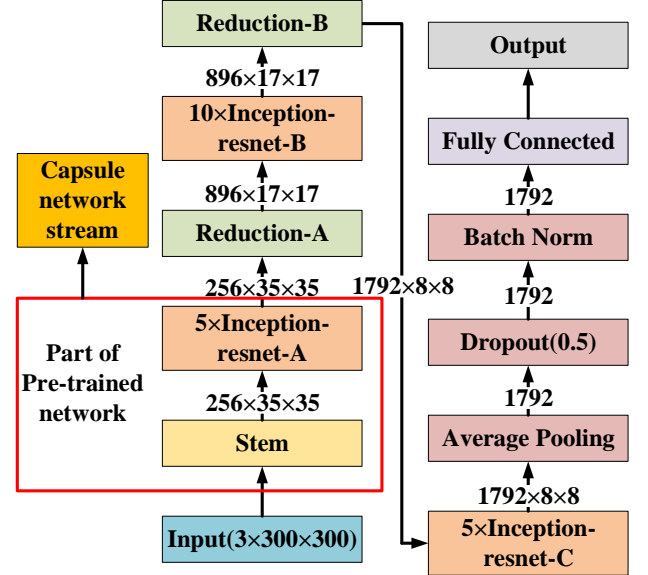 Reduction-B
896×17×17
10×Inception-
resnet-B
896×17×17
Reduction-A
256×35×35
5×Inception-
resnet-A
256×35×35
Stem
Input(3×300×300)
Capsule
network
stream
Part of
Pre-trained
network
1792×8×8
Output
Fully Connected
1792
Batch Norm
1792
Dropout(0.5)
1792
Average Pooling
1792×8×8
5×Inception-
resnet-C